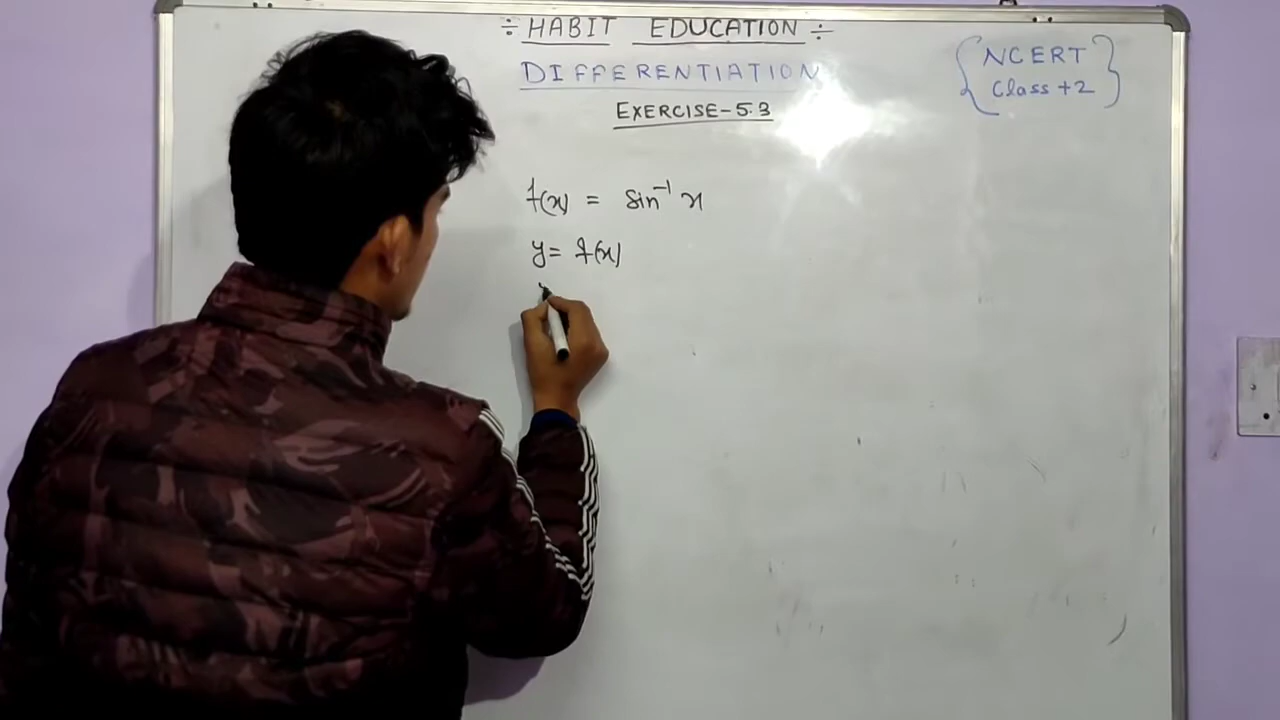 ÷ HABIT EDUCATION ÷
DIFFERENTIATION
EXERCISE-5.3
{NCERT
Class +2}
f(x) = sin⁻¹ x
y = f(x)